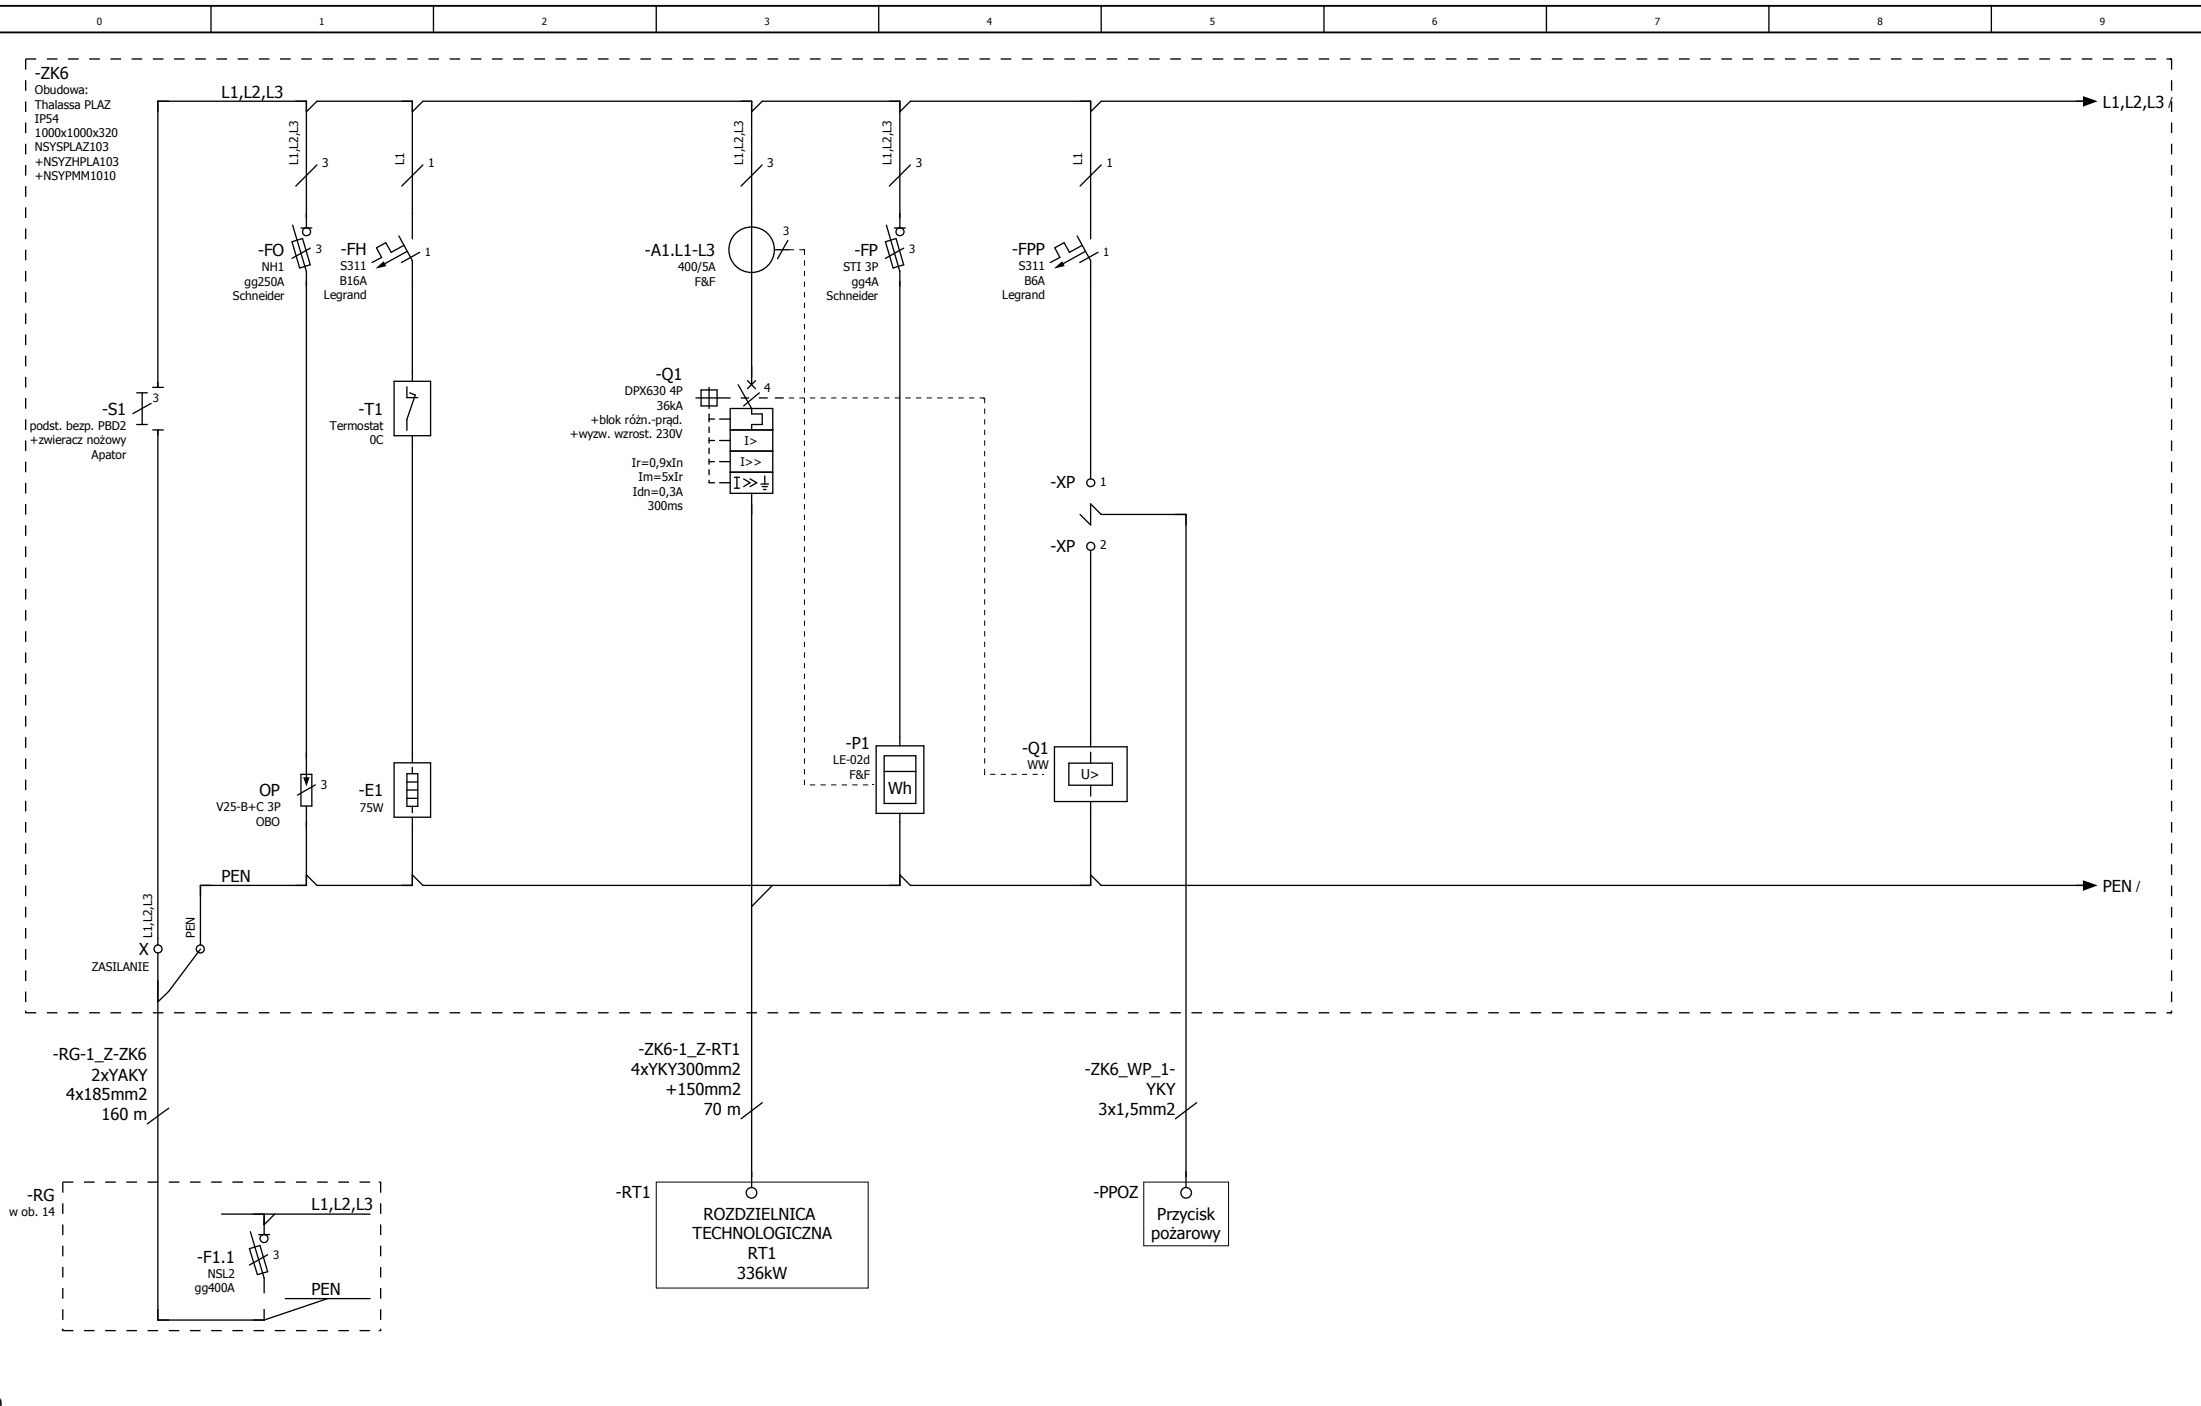 0 1 2 3 4 5 6 7 8 9
-ZK6
Obudowa:
Thalassa PLAZ
IP54
1000x1000x320
NSYSPLAZ103
+NSYZHPLA103
+NSYPMM1010
L1,L2,L3
L1,L2,L3 /
L1,L2,L3
3
L1
1
L1,L2,L3
3
L1,L2,L3
3
L1
1
-FO
NH1
gg250A
Schneider
3
-FH
S311
B16A
Legrand
1
-A1.L1-L3
400/5A
F&F
3
-FP
STI 3P
gg4A
Schneider
3
-FPP
S311
B6A
Legrand
1
-S1
podst. bezp. PBD2
+zwieracz nożowy
Apator
3
-T1
Termostat
0C
-Q1
DPX630 4P
36kA
+blok różn.-prąd.
+wyzw. wzrost. 230V
Ir=0,9xIn
Im=5xIr
Idn=0,3A
300ms
4
I>
I>>
I>>
-XP 1
-XP 2
OP
V25-B+C 3P
OBO
3
-E1
75W
-P1
LE-02d
F&F
Wh
-Q1
WW
U>
PEN
PEN /
L1,L2,L3
PEN
X
ZASILANIE
-RG-1_Z-ZK6
2xYAKY
4x185mm2
160 m
-ZK6-1_Z-RT1
4xYKY300mm2
+150mm2
70 m
-ZK6_WP_1-
YKY
3x1,5mm2
-RG
w ob. 14
L1,L2,L3
-F1.1
NSL2
gg400A
3
PEN
-RT1
ROZDZIELNICA
TECHNOLOGICZNA
RT1
336kW
-PPOZ
Przycisk
pożarowy